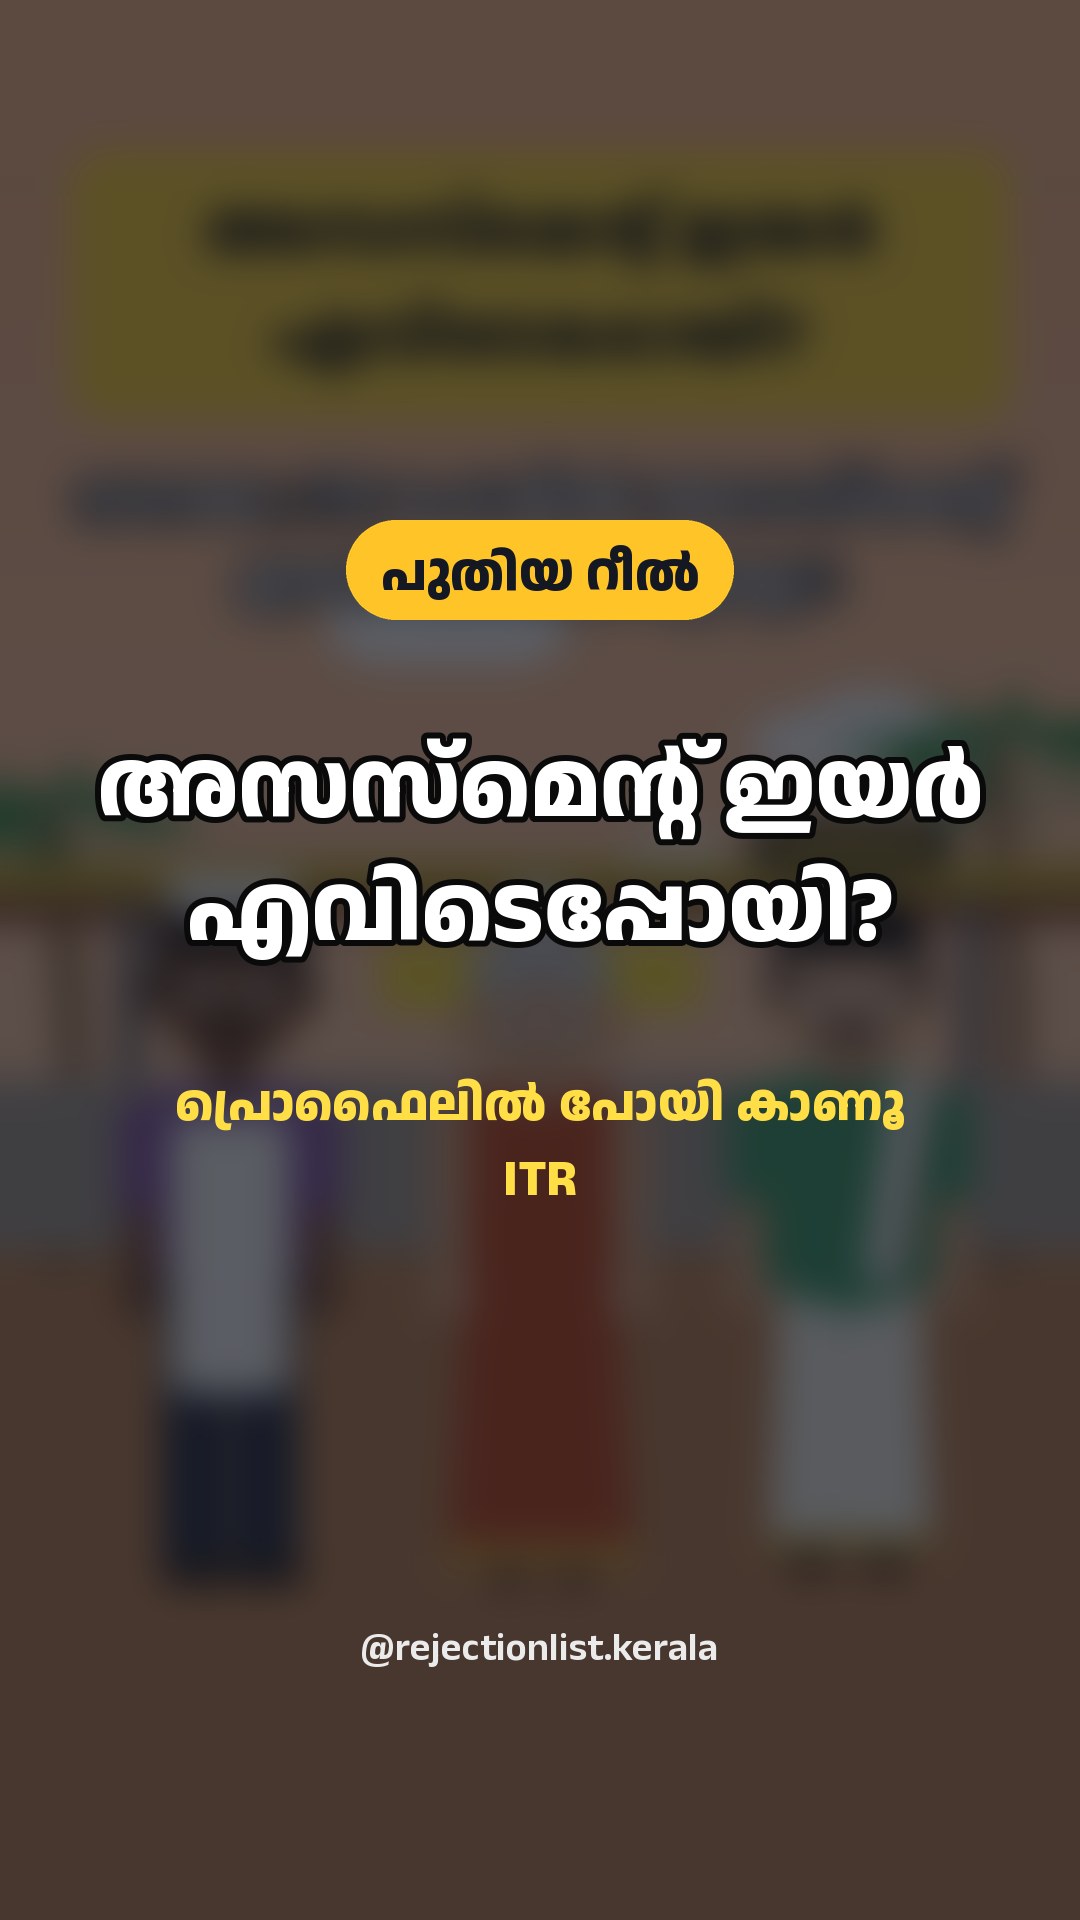 പുതിയ റീൽ
അസസ്മെന്റ് ഇയർ
എവിടെപ്പോയി?
പ്രൊഫൈലിൽ പോയി കാണൂ
ITR
@rejectionlist.kerala